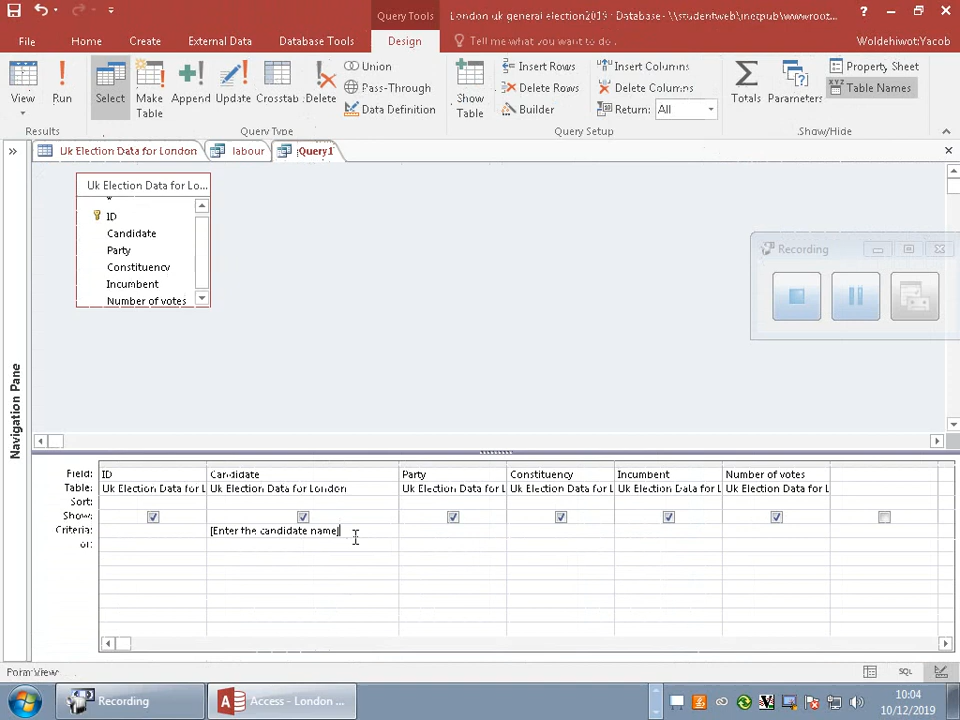 Query Tools
London uk general election2019 - Database- \\studentweb\inetpub\wwwroot...
?
File
Home
Create
External Data
Database Tools
Design
Tell me what you want to do.
Woldehiwot:Yacob
View
Run
Select
Make Table
Append
Update
Crosstab
Delete
Union
Pass-Through
Data Definition
Show Table
Insert Rows
Delete Rows
Builder
Insert Columns
Delete Columns
Return: All
Totals
Parameters
Property Sheet
Table Names
Results
Query Type
Query Setup
Show/Hide
Uk Election Data for London
labour
Query1
Uk Election Data for Lo...
*
ID
Candidate
Party
Constituency
Incumbent
Number of votes
Recording
Navigation Pane
Field: ID Candidate Party Constituency Incumbent Number of votes
Table: Uk Election Data for L Uk Election Data for London Uk Election Data for L Uk Election Data for L Uk Election Data for L Uk Election Data for L
Sort:
Show:
Criteria: [Enter the candidate name]
or:
Form View
SQL
Recording
Access - London ...
10:04
10/12/2019